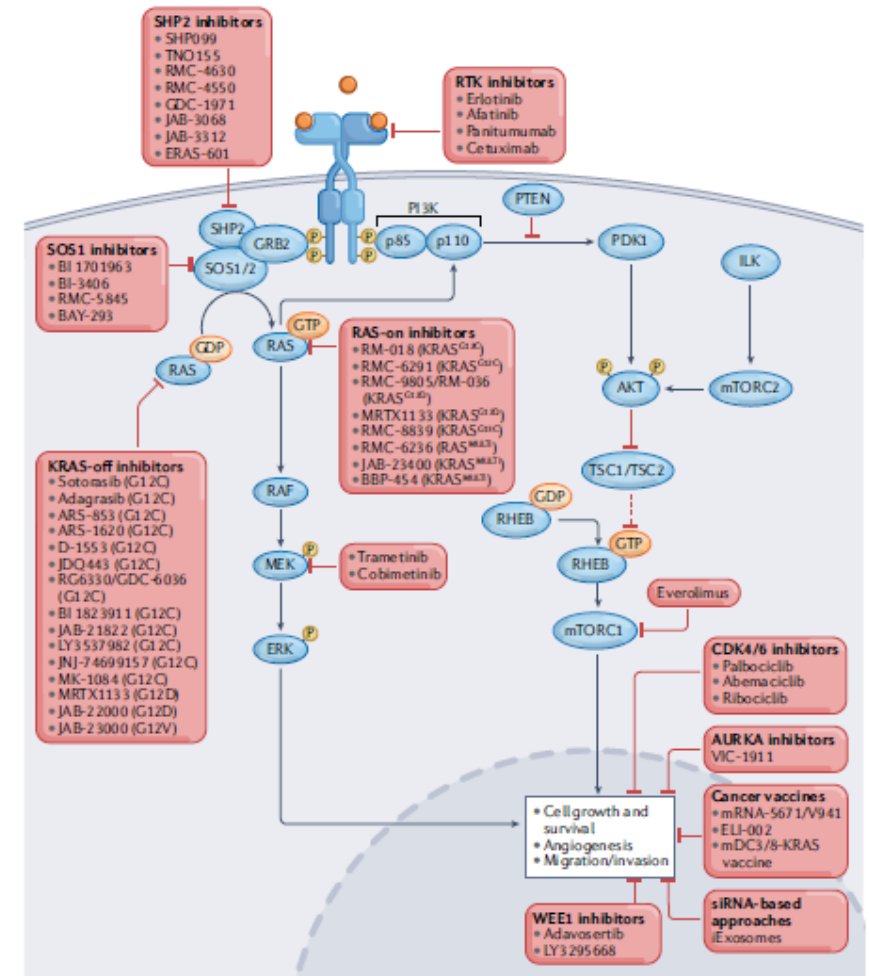 SHP2 inhibitors
• SHP099
• TNO155
• RMC-4630
• RMC-4550
• GDC-1971
• JAB-3068
• JAB-3312
• ERAS-601
RTK inhibitors
• Erlotinib
• Afatinib
• Panitumumab
• Cetuximab
PI3K
PTEN
SHP2
GRB2
SOS1/2
P
P
P
P
p85
p110
PDK1
ILK
SOS1 inhibitors
• BI 1701963
• BI-3406
• RMC-5845
• BAY-293
GDP
RAS
GTP
RAS
RAS-on inhibitors
• RM-018 (KRASG12C)
• RMC-6291 (KRASG12C)
• RMC-9805/RM-036
(KRASG12D)
• MRTX1133 (KRASG12D)
• RMC-8839 (KRASG13C)
• RMC-6236 (RASMULTI)
• JAB-23400 (KRASMULTI)
• BBP-454 (KRASMULTI)
P
P
AKT
mTORC2
TSC1/TSC2
KRAS-off inhibitors
• Sotorasib (G12C)
• Adagrasib (G12C)
• ARS-853 (G12C)
• ARS-1620 (G12C)
• D-1553 (G12C)
• JDQ443 (G12C)
• RG6330/GDC-6036
(G12C)
• BI 1823911 (G12C)
• JAB-21822 (G12C)
• LY3537982 (G12C)
• JNJ-74699157 (G12C)
• MK-1084 (G12C)
• MRTX1133 (G12D)
• JAB-22000 (G12D)
• JAB-23000 (G12V)
RAF
P
MEK
• Trametinib
• Cobimetinib
P
ERK
GDP
RHEB
GTP
RHEB
Everolimus
mTORC1
CDK4/6 inhibitors
• Palbociclib
• Abemaciclib
• Ribociclib
AURKA inhibitors
VIC-1911
Cancer vaccines
• mRNA-5671/V941
• ELI-002
• mDC3/8-KRAS
vaccine
• Cell growth and
survival
• Angiogenesis
• Migration/invasion
WEE1 inhibitors
• Adavosertib
• LY3295668
siRNA-based
approaches
iExosomes